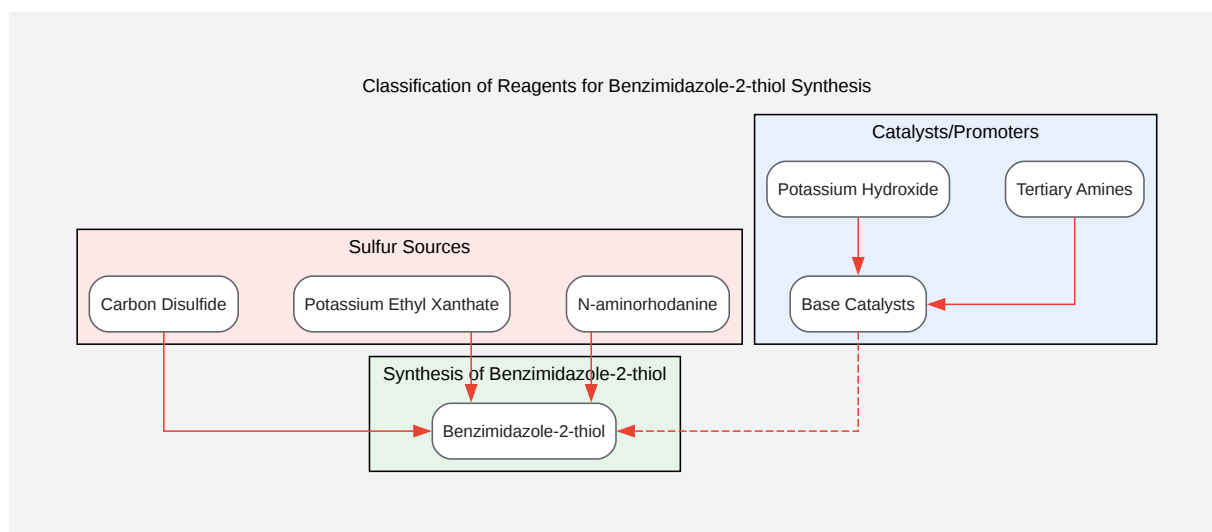 Classification of Reagents for Benzimidazole-2-thiol Synthesis
Catalysts/Promoters
Potassium Hydroxide
Tertiary Amines
Sulfur Sources
Carbon Disulfide
Potassium Ethyl Xanthate
N-aminorhodanine
Base Catalysts
Synthesis of Benzimidazole-2-thiol
Benzimidazole-2-thiol